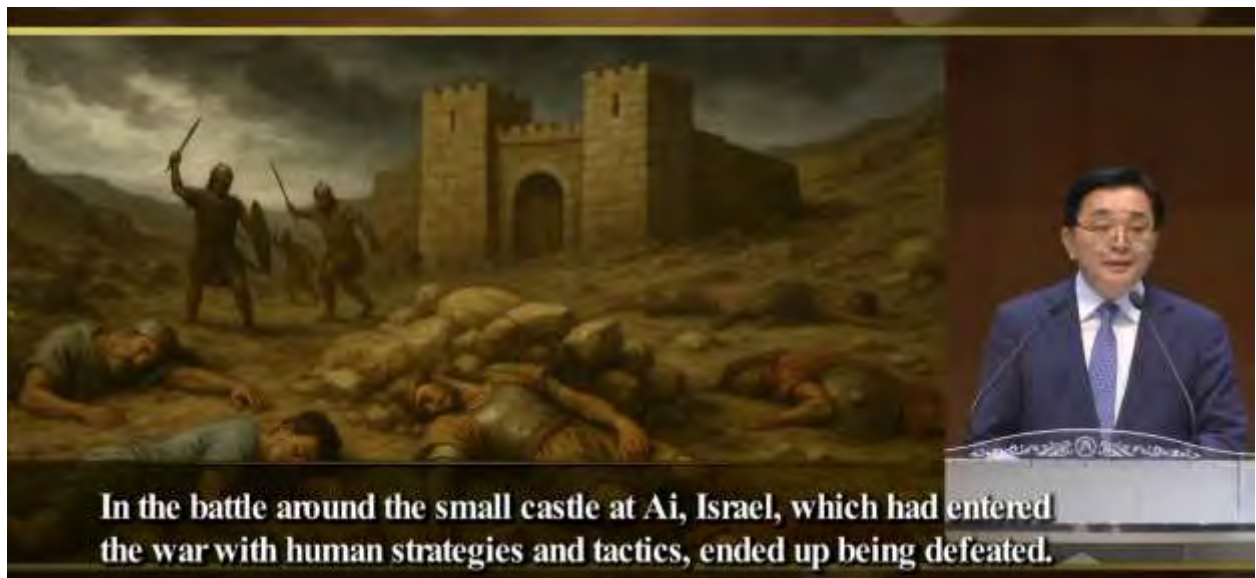 In the battle around the small castle at Ai, Israel, which had entered
the war with human strategies and tactics, ended up being defeated.